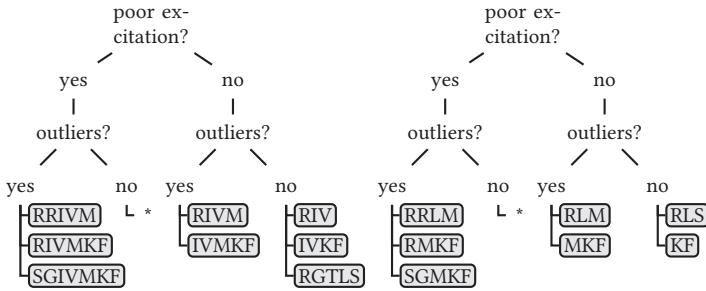 poor ex-
citation?
yes no
outliers? outliers?
yes no yes no
RRIVM * RIVM RIV
RIVMKF IVMKF IVKF
SGIVMKF RGTLS
poor ex-
citation?
yes no
outliers? outliers?
yes no yes no
RRLM * RLM RLS
RMKF MKF KF
SGMKF